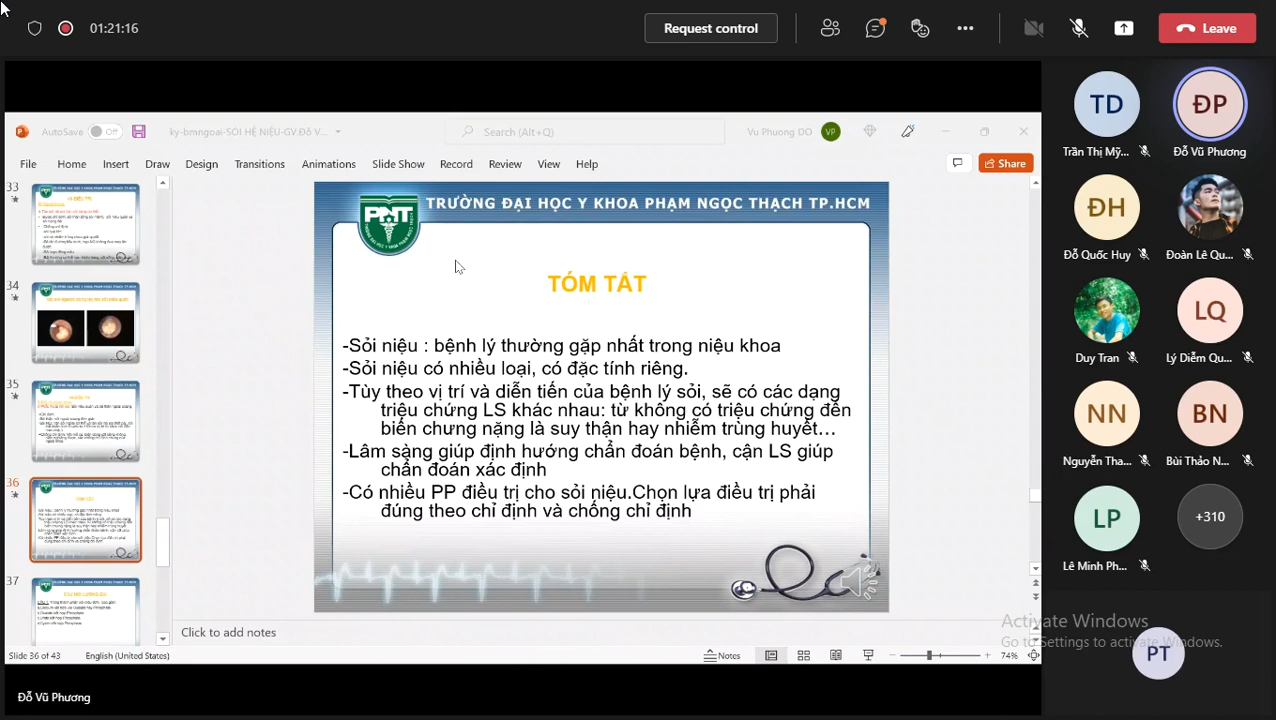 01:21:16
Request control
Leave
AutoSave
Off
ky-bmngoai-SỎI HỆ NIỆU-GV.Đỗ V...
Search (Alt+Q)
Vu Phuong DO
VP
File Home Insert Draw Design Transitions Animations Slide Show Record Review View Help
Share
33
34
35
36
37
TRƯỜNG ĐẠI HỌC Y KHOA PHẠM NGỌC THẠCH TP.HCM
PNT
TÓM TẮT
-Sỏi niệu : bệnh lý thường gặp nhất trong niệu khoa
-Sỏi niệu có nhiều loại, có đặc tính riêng.
-Tùy theo vị trí và diễn tiến của bệnh lý sỏi, sẽ có các dạng
triệu chứng LS khác nhau: từ không có triệu chứng đến
biến chứng nặng là suy thận hay nhiễm trùng huyết…
-Lâm sàng giúp định hướng chẩn đoán bệnh, cận LS giúp
chẩn đoán xác định
-Có nhiều PP điều trị cho sỏi niệu.Chọn lựa điều trị phải
đúng theo chỉ định và chống chỉ định
Click to add notes
Slide 36 of 43
English (United States)
Notes
74%
TD
Trần Thị Mỹ...
ĐP
Đỗ Vũ Phương
ĐH
Đỗ Quốc Huy
Đoàn Lê Qu...
Duy Tran
LQ
Lý Diễm Qu...
NN
Nguyễn Tha...
BN
Bùi Thảo N...
LP
Lê Minh Ph...
+310
Activate Windows
Go to Settings to activate Windows.
PT
Đỗ Vũ Phương